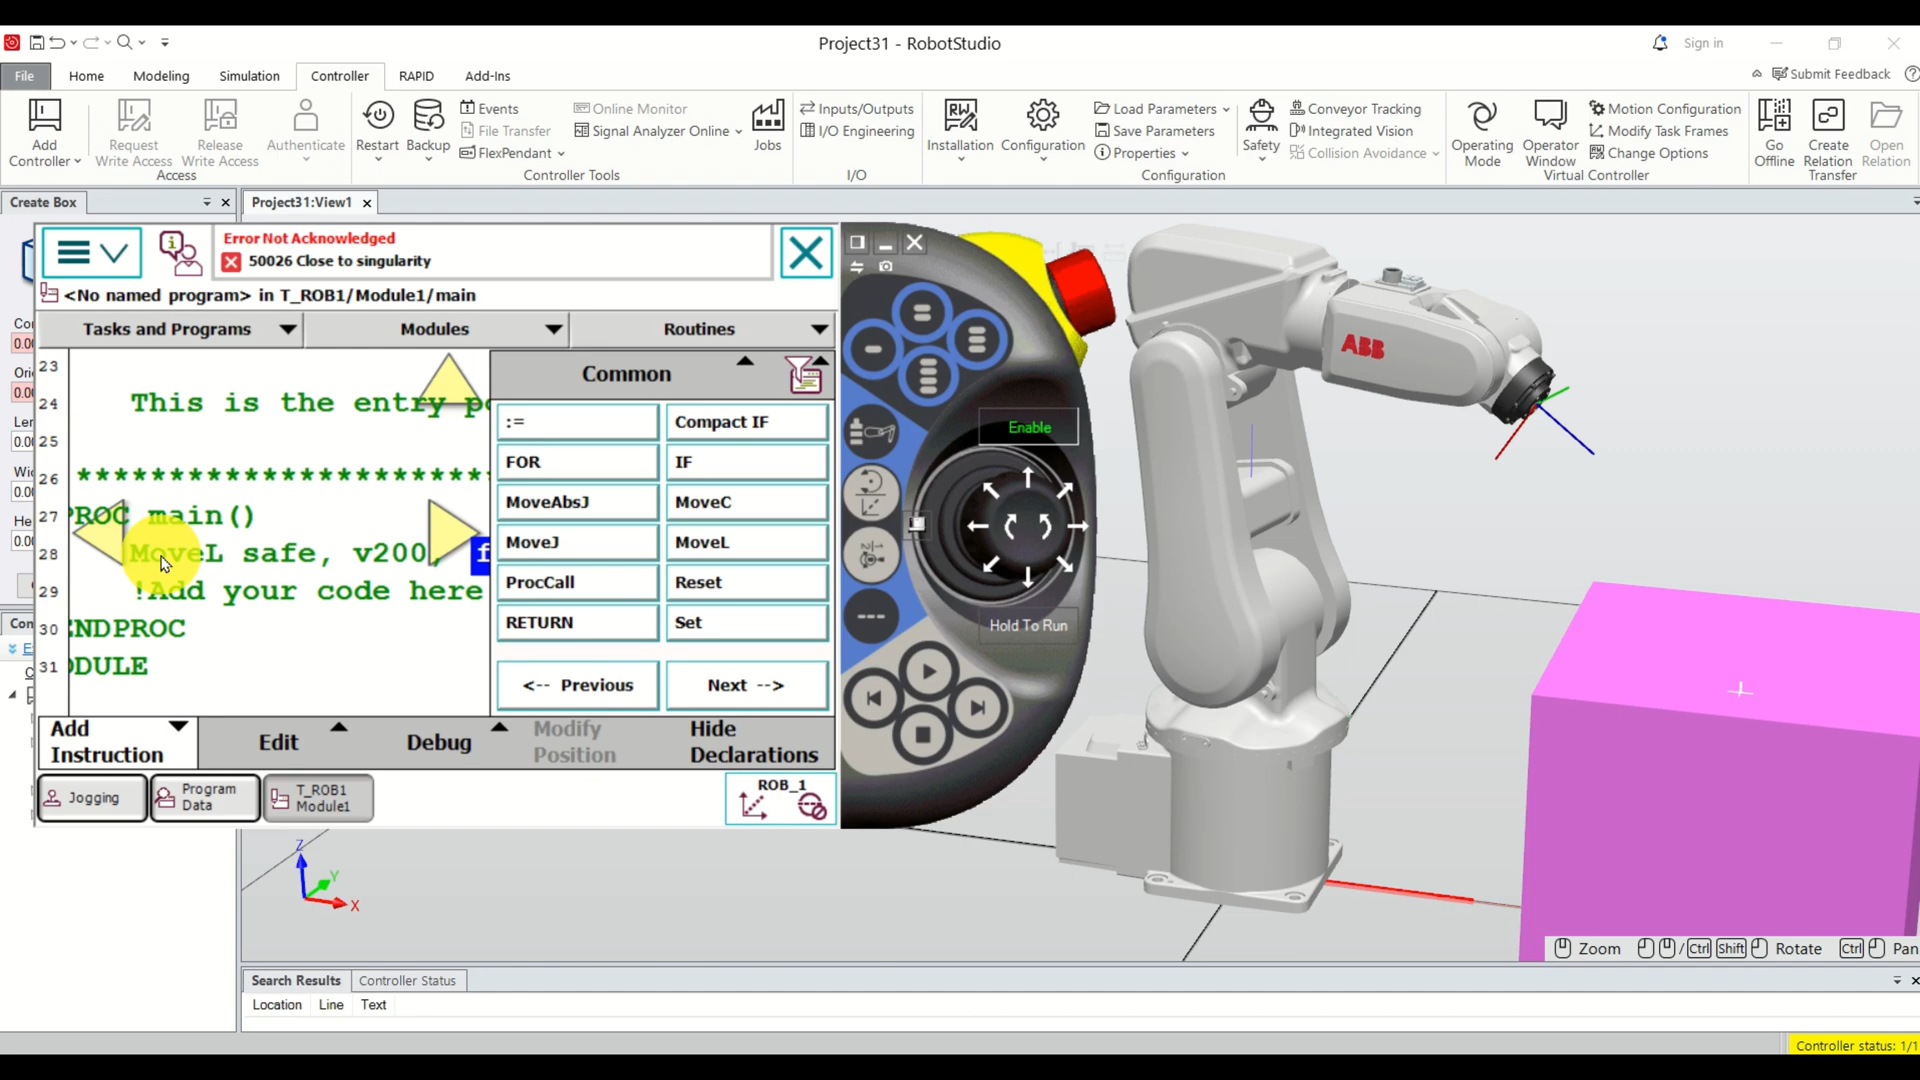 Project31 - RobotStudio
Sign in
File
Home
Modeling
Simulation
Controller
RAPID
Add-Ins
Submit Feedback
Add Controller
Request Write Access
Release Write Access
Authenticate
Access
Restart
Backup
Events
File Transfer
FlexPendant
Online Monitor
Signal Analyzer Online
Jobs
Controller Tools
Inputs/Outputs
I/O Engineering
I/O
Installation
Configuration
Load Parameters
Save Parameters
Properties
Safety
Conveyor Tracking
Integrated Vision
Collision Avoidance
Configuration
Operating Mode
Operator Window
Motion Configuration
Modify Task Frames
Change Options
Virtual Controller
Go Offline
Create Relation
Open Relation
Transfer
Create Box
Project31:View1
Error Not Acknowledged
50026 Close to singularity
<No named program> in T_ROB1/Module1/main
Tasks and Programs
Modules
Routines
23
24 This is the entry
25
26 **********************
27 PROC main()
28 MoveL safe, v200,
29 !Add your code here
30 ENDPROC
31
Common
:=
Compact IF
FOR
IF
MoveAbsJ
MoveC
MoveJ
MoveL
ProcCall
Reset
RETURN
Set
<-- Previous
Next -->
Add Instruction
Edit
Debug
Modify Position
Hide Declarations
Jogging
Program Data
T_ROB1 Module1
ROB_1
Enable
Hold To Run
ABB
Z
Y
X
Zoom
/ Ctrl Shift Rotate
Ctrl Pan
Search Results
Controller Status
Location
Line
Text
Controller status: 1/1